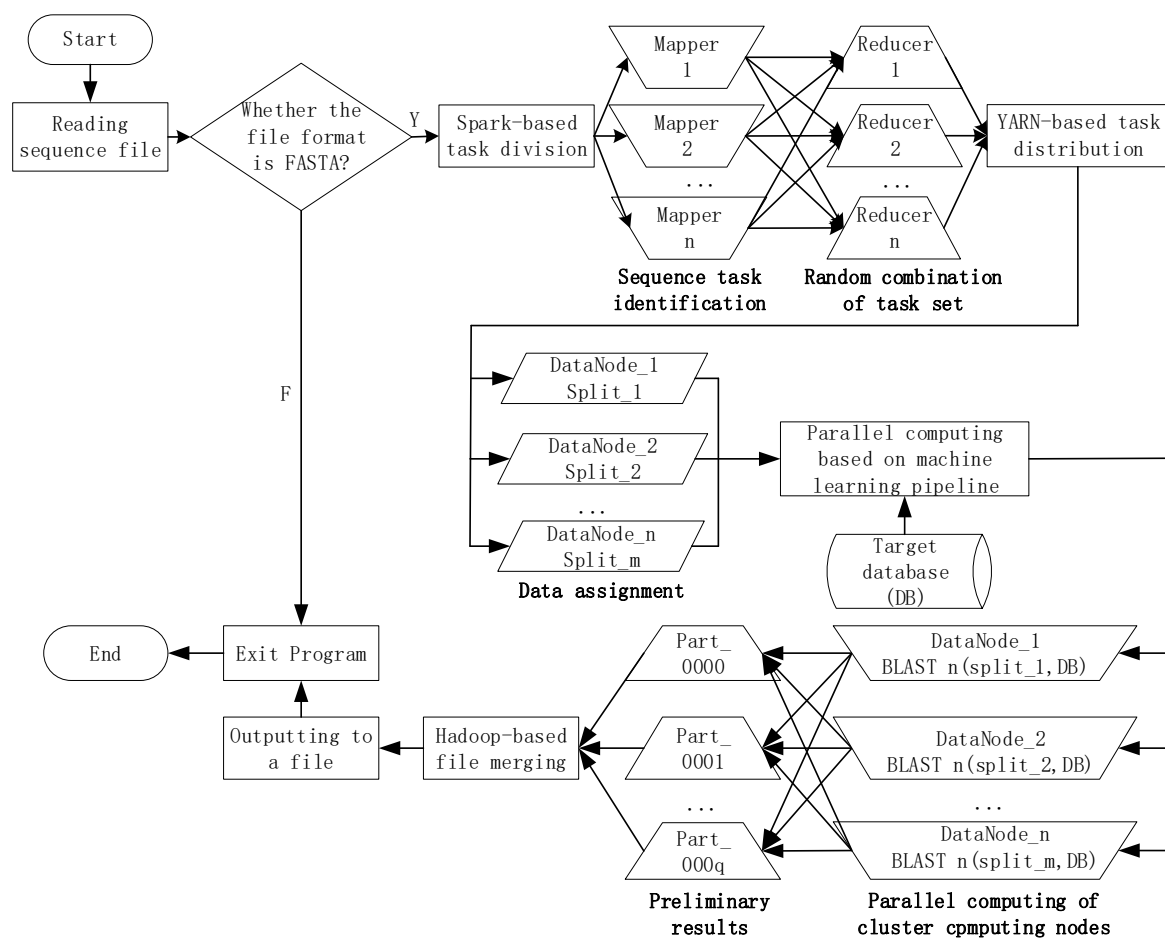 Start
Reading
sequence file
Whether the
file format
is FASTA?
Y
F
Spark-based
task division
Mapper
1
Mapper
2
...
Mapper
n
Sequence task
identification
Reducer
1
Reducer
2
...
Reducer
n
Random combination
of task set
YARN-based task
distribution
DataNode_1
Split_1
DataNode_2
Split_2
...
DataNode_n
Split_m
Data assignment
Parallel computing
based on machine
learning pipeline
Target
database
(DB)
DataNode_1
BLAST n(split_1,DB)
DataNode_2
BLAST n(split_2,DB)
...
DataNode_n
BLAST n(split_m,DB)
Parallel computing of
cluster cpmputing nodes
Part_
0000
Part_
0001
...
Part_
000q
Preliminary
results
Hadoop-based
file merging
Outputting to
a file
Exit Program
End